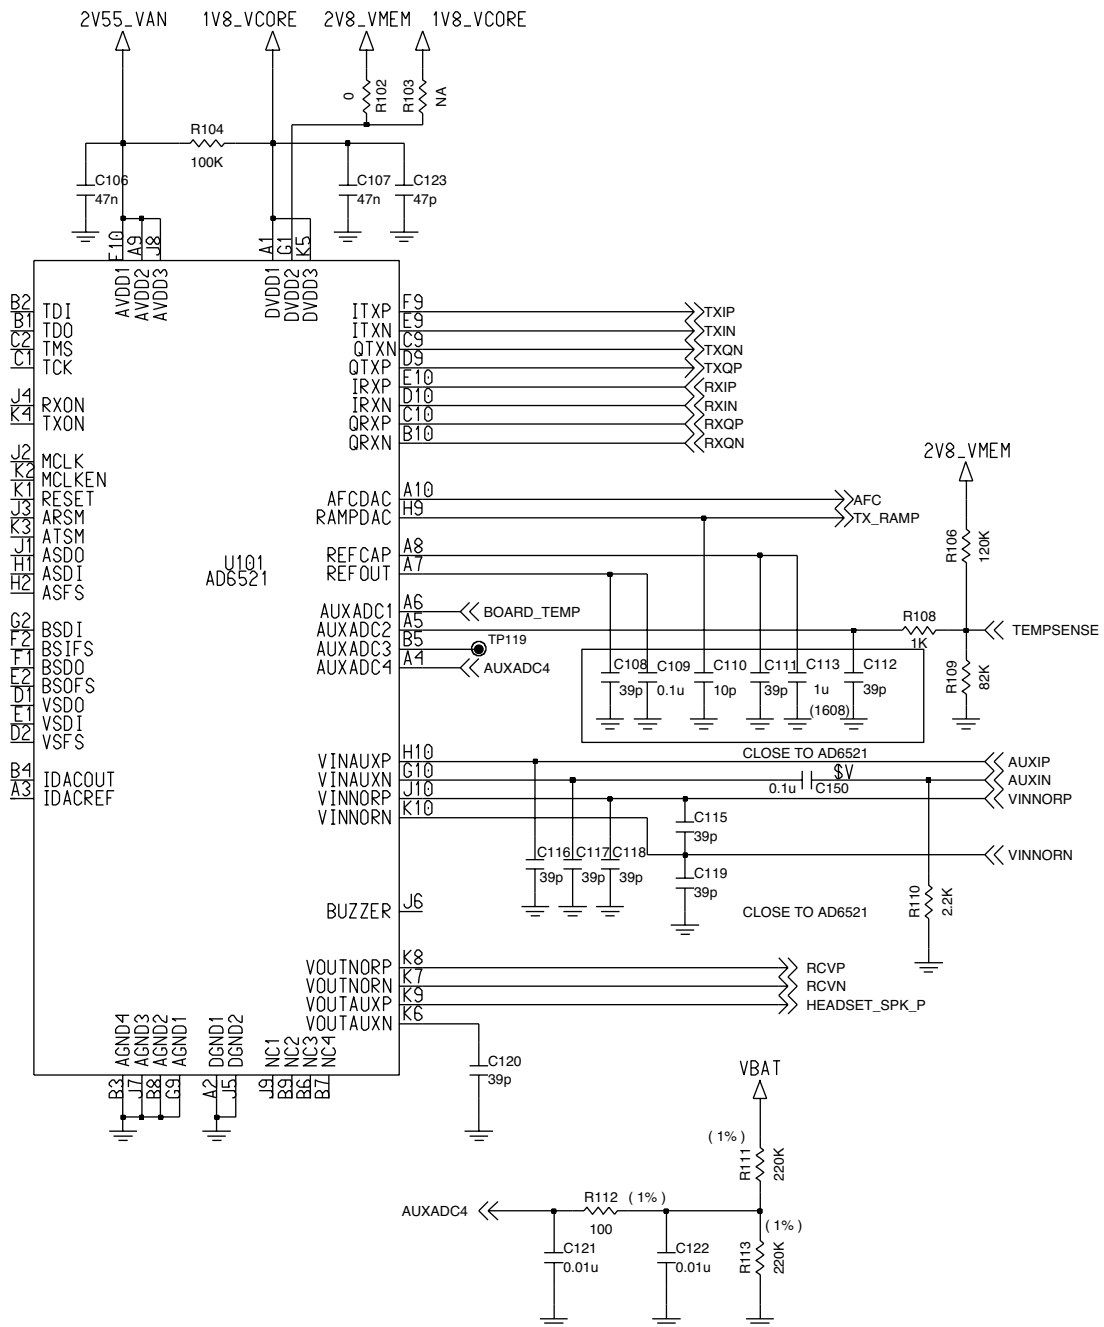 2V55_VAN 1V8_VCORE 2V8_VMEM 1V8_VCORE
0 R102 R103 NA
R104
100K
C106
47n
C107
47n
C123
47p
F10 A9 J8 A1 G1 K5
AVDD1 AVDD2 AVDD3 DVDD1 DVDD2 DVDD3
B2 TDI
B1 TDO
C2 TMS
C1 TCK
J4 RXON
K4 TXON
J2 MCLK
K2 MCLKEN
K1 RESET
J3 ARSM
K3 ATSM
J1 ASDO
H1 ASDI
H2 ASFS
G2 BSDI
F2 BSIFS
F1 BSDO
E2 BSOFS
D1 VSDO
E1 VSDI
D2 VSFS
B4 IDACOUT
A3 IDACREF
U101
AD6521
ITXP F9 TXIP
ITXN E9 TXIN
QTXN C9 TXQN
QTXP D9 TXQP
IRXP E10 RXIP
IRXN D10 RXIN
QRXP C10 RXQP
QRXN B10 RXQN
AFCDAC A10 AFC
RAMPDAC H9 TX_RAMP
REFCAP A8
REFOUT A7
AUXADC1 A6 BOARD_TEMP
AUXADC2 A5
AUXADC3 B5 TP119
AUXADC4 A4 AUXADC4
2V8_VMEM
R106 120K
R108
1K
TEMPSENSE
R109 82K
C108
39p
C109
0.1u
C110
10p
C111
39p
C113
1u
(1608)
C112
39p
CLOSE TO AD6521
VINAUXP H10 AUXIP
VINAUXN G10 AUXIN
VINNORP J10 VINNORP
VINNORN K10 VINNORN
$V
0.1u C150
C115
39p
C116
39p
C117
39p
C118
39p
C119
39p
R110 2.2K
CLOSE TO AD6521
BUZZER J6
VOUTNORP K8 RCVP
VOUTNORN K7 RCVN
VOUTAUXP K9 HEADSET_SPK_P
VOUTAUXN K6
C120
39p
AGND4 AGND3 AGND2 AGND1 DGND1 DGND2 NC1 NC2 NC3 NC4
B3 J7 B8 G9 A2 J5 J9 B9 B6 B7
VBAT
(1%)
R111 220K
AUXADC4
R112 (1%)
100
(1%)
R113 220K
C121
0.01u
C122
0.01u